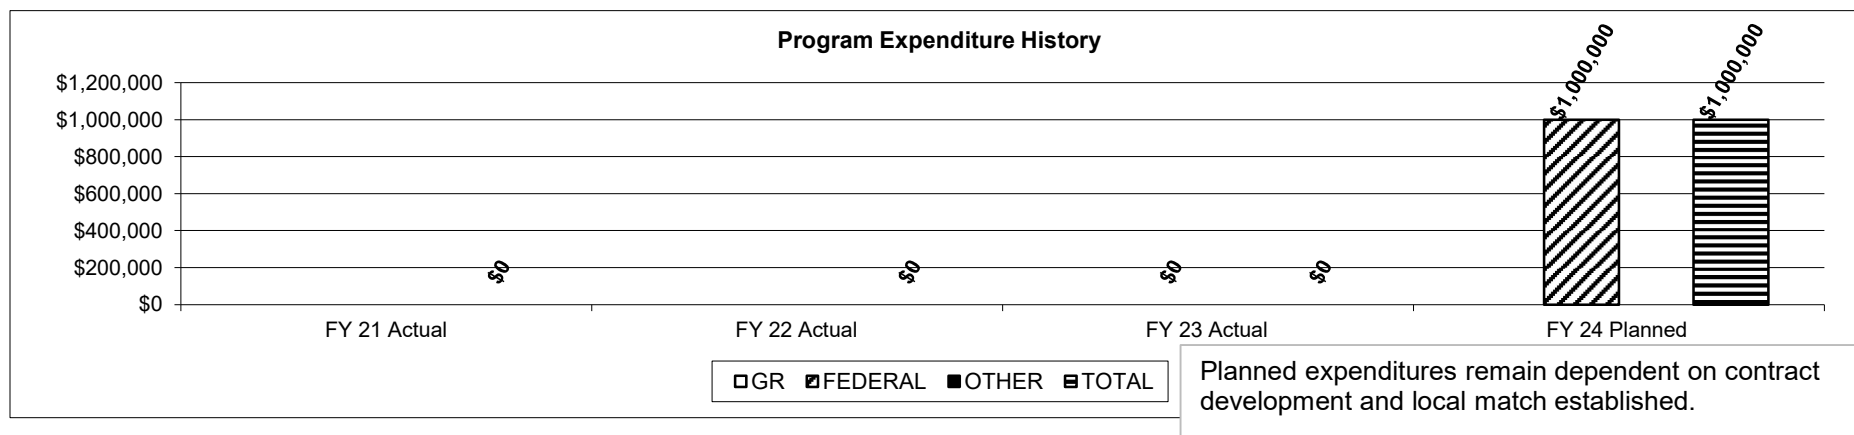 Program Expenditure History
$1,200,000
$1,000,000
$800,000
$600,000
$400,000
$200,000
$0
$0
$0
$0
$0
$1,000,000
$1,000,000
FY 21 Actual
FY 22 Actual
FY 23 Actual
FY 24 Planned
GR FEDERAL OTHER TOTAL
Planned expenditures remain dependent on contract
development and local match established.